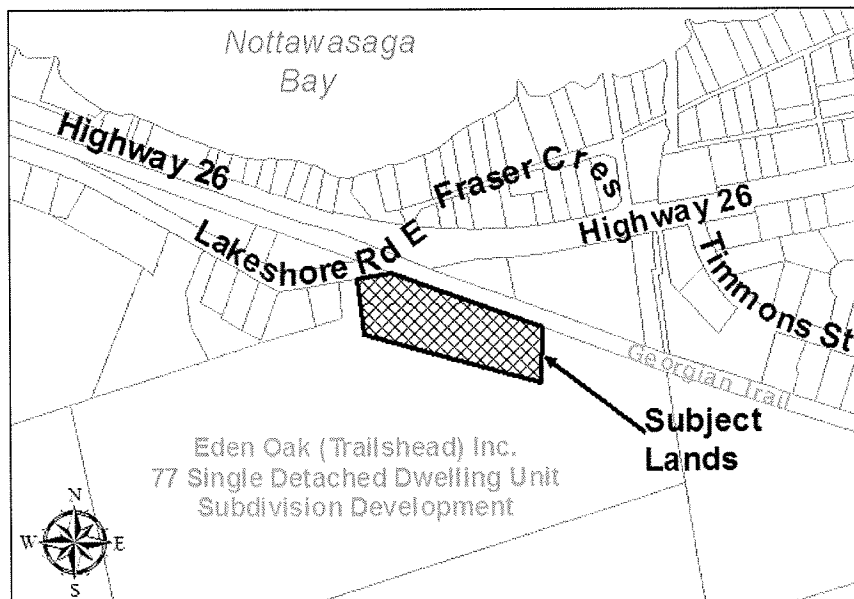 Nottawasaga
Bay
Highway 26
Fraser Cres
Highway 26
Lakeshore Rd E
Timmons St
Georgian Trail
Subject
Lands
Eden Oak (Trailshead) Inc.
77 Single Detached Dwelling Unit
Subdivision Development
N
W
E
S